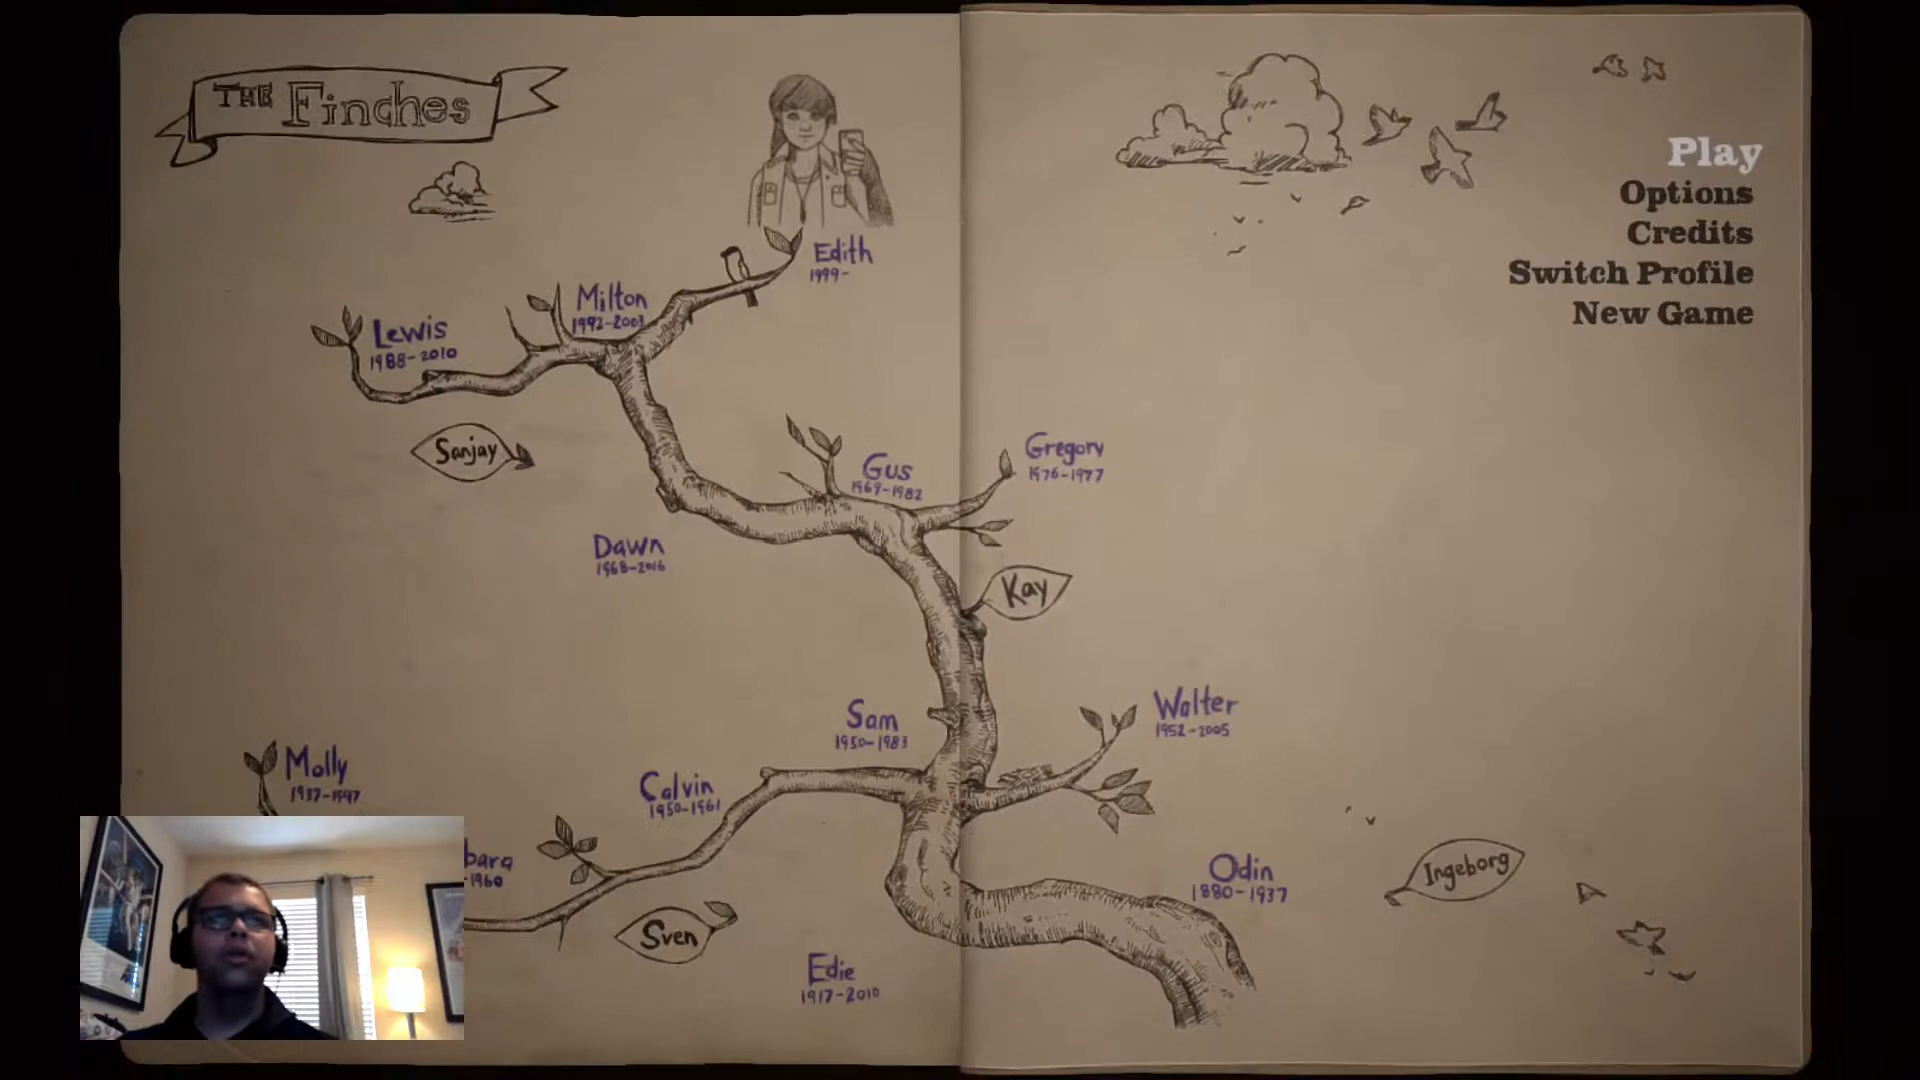 THE Finches
Play
Options
Credits
Switch Profile
New Game
Edith
1999-
Milton
1992-2003
Lewis
1988-2010
Sanjay
Gus
1969-1982
Gregory
1976-1977
Dawn
1968-2016
Kay
Sam
1950-1983
Walter
1952-2005
Molly
1937-1947
Calvin
1950-1961
bara
-1960
Odin
1880-1937
Ingeborg
Sven
Edie
1917-2010